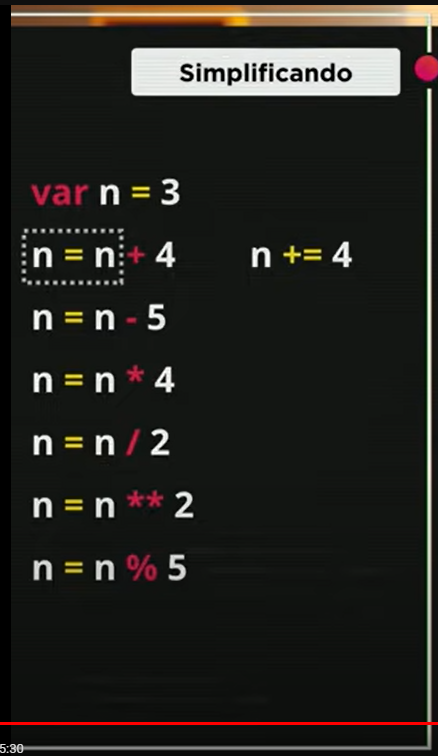 Simplificando
var n = 3
n = n + 4 n += 4
n = n - 5
n = n * 4
n = n / 2
n = n ** 2
n = n % 5
5:30